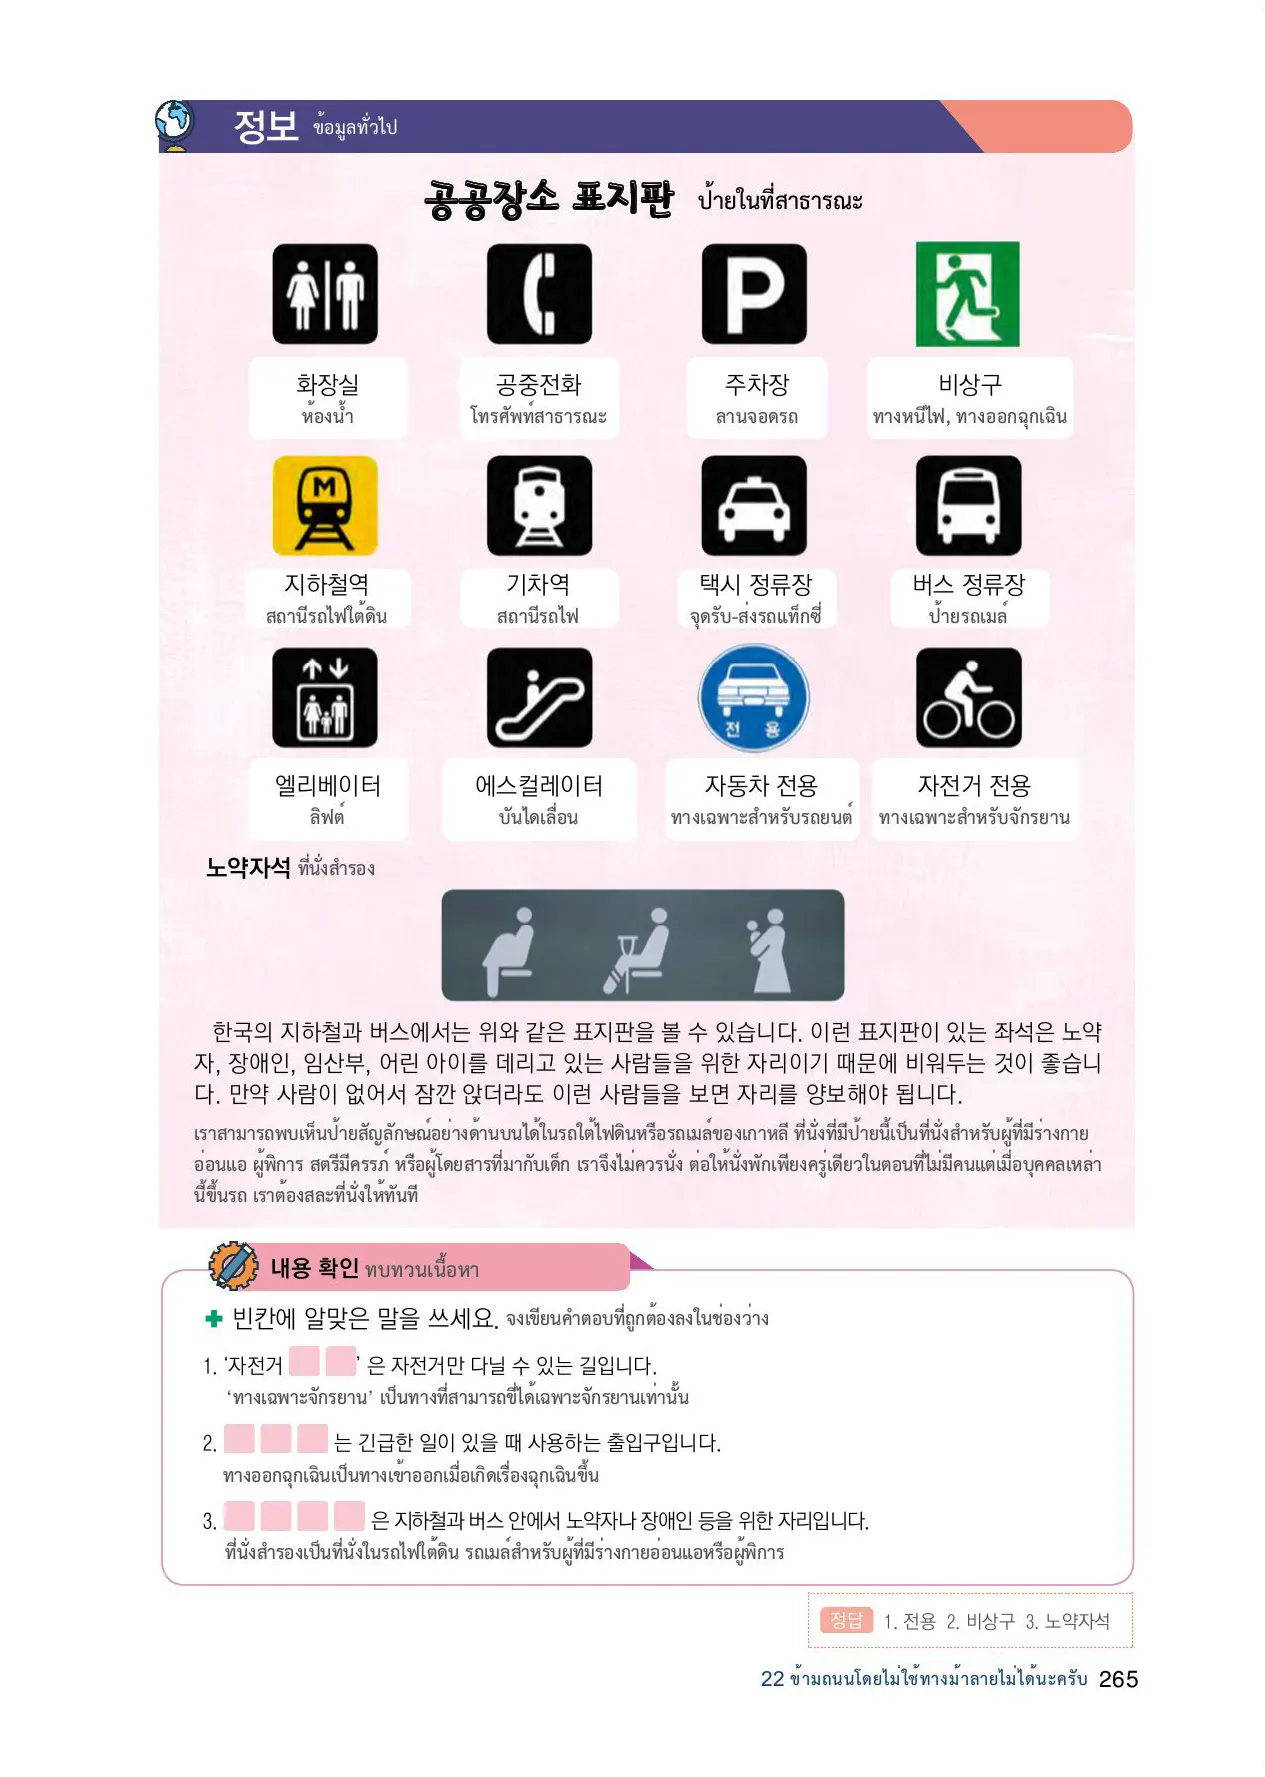 정보 ข้อมูลทั่วไป
공공장소 표지판 ป้ายในที่สาธารณะ
P
화장실 공중전화 주차장 비상구
ห้องน้ำ โทรศัพท์สาธารณะ ลานจอดรถ ทางหนีไฟ, ทางออกฉุกเฉิน
M
지하철역 기차역 택시 정류장 버스 정류장
สถานีรถไฟใต้ดิน สถานีรถไฟ จุดรับ-ส่งรถแท็กซี่ ป้ายรถเมล์
전 용
엘리베이터 에스컬레이터 자동차 전용 자전거 전용
ลิฟต์ บันไดเลื่อน ทางเฉพาะสำหรับรถยนต์ ทางเฉพาะสำหรับจักรยาน
노약자석 ที่นั่งสำรอง
한국의 지하철과 버스에서는 위와 같은 표지판을 볼 수 있습니다. 이런 표지판이 있는 좌석은 노약
자, 장애인, 임산부, 어린 아이를 데리고 있는 사람들을 위한 자리이기 때문에 비워두는 것이 좋습니
다. 만약 사람이 없어서 잠깐 앉더라도 이런 사람들을 보면 자리를 양보해야 됩니다.
เราสามารถพบเห็นป้ายสัญลักษณ์อย่างด้านบนได้ในรถใต้ไฟดินหรือรถเมล์ของเกาหลี ที่นั่งที่มีป้ายนี้เป็นที่นั่งสำหรับผู้ที่มีร่างกาย
อ่อนแอ ผู้พิการ สตรีมีครรภ์ หรือผู้โดยสารที่มากับเด็ก เราจึงไม่ควรนั่ง ต่อให้นั่งพักเพียงครู่เดียวในตอนที่ไม่มีคนแต่เมื่อบุคคลเหล่า
นี้ขึ้นรถ เราต้องสละที่นั่งให้ทันที
내용 확인 ทบทวนเนื้อหา
빈칸에 알맞은 말을 쓰세요. จงเขียนคำตอบที่ถูกต้องลงในช่องว่าง
1. ‘자전거 ’ 은 자전거만 다닐 수 있는 길입니다.
‘ทางเฉพาะจักรยาน’ เป็นทางที่สามารถขี่ได้เฉพาะจักรยานเท่านั้น
2. 는 긴급한 일이 있을 때 사용하는 출입구입니다.
ทางออกฉุกเฉินเป็นทางเข้าออกเมื่อเกิดเรื่องฉุกเฉินขึ้น
3. 은 지하철과 버스 안에서 노약자나 장애인 등을 위한 자리입니다.
ที่นั่งสำรองเป็นที่นั่งในรถไฟใต้ดิน รถเมล์สำหรับผู้ที่มีร่างกายอ่อนแอหรือผู้พิการ
정답 1. 전용 2. 비상구 3. 노약자석
22 ข้ามถนนโดยไม่ใช้ทางม้าลายไม่ได้นะครับ 265